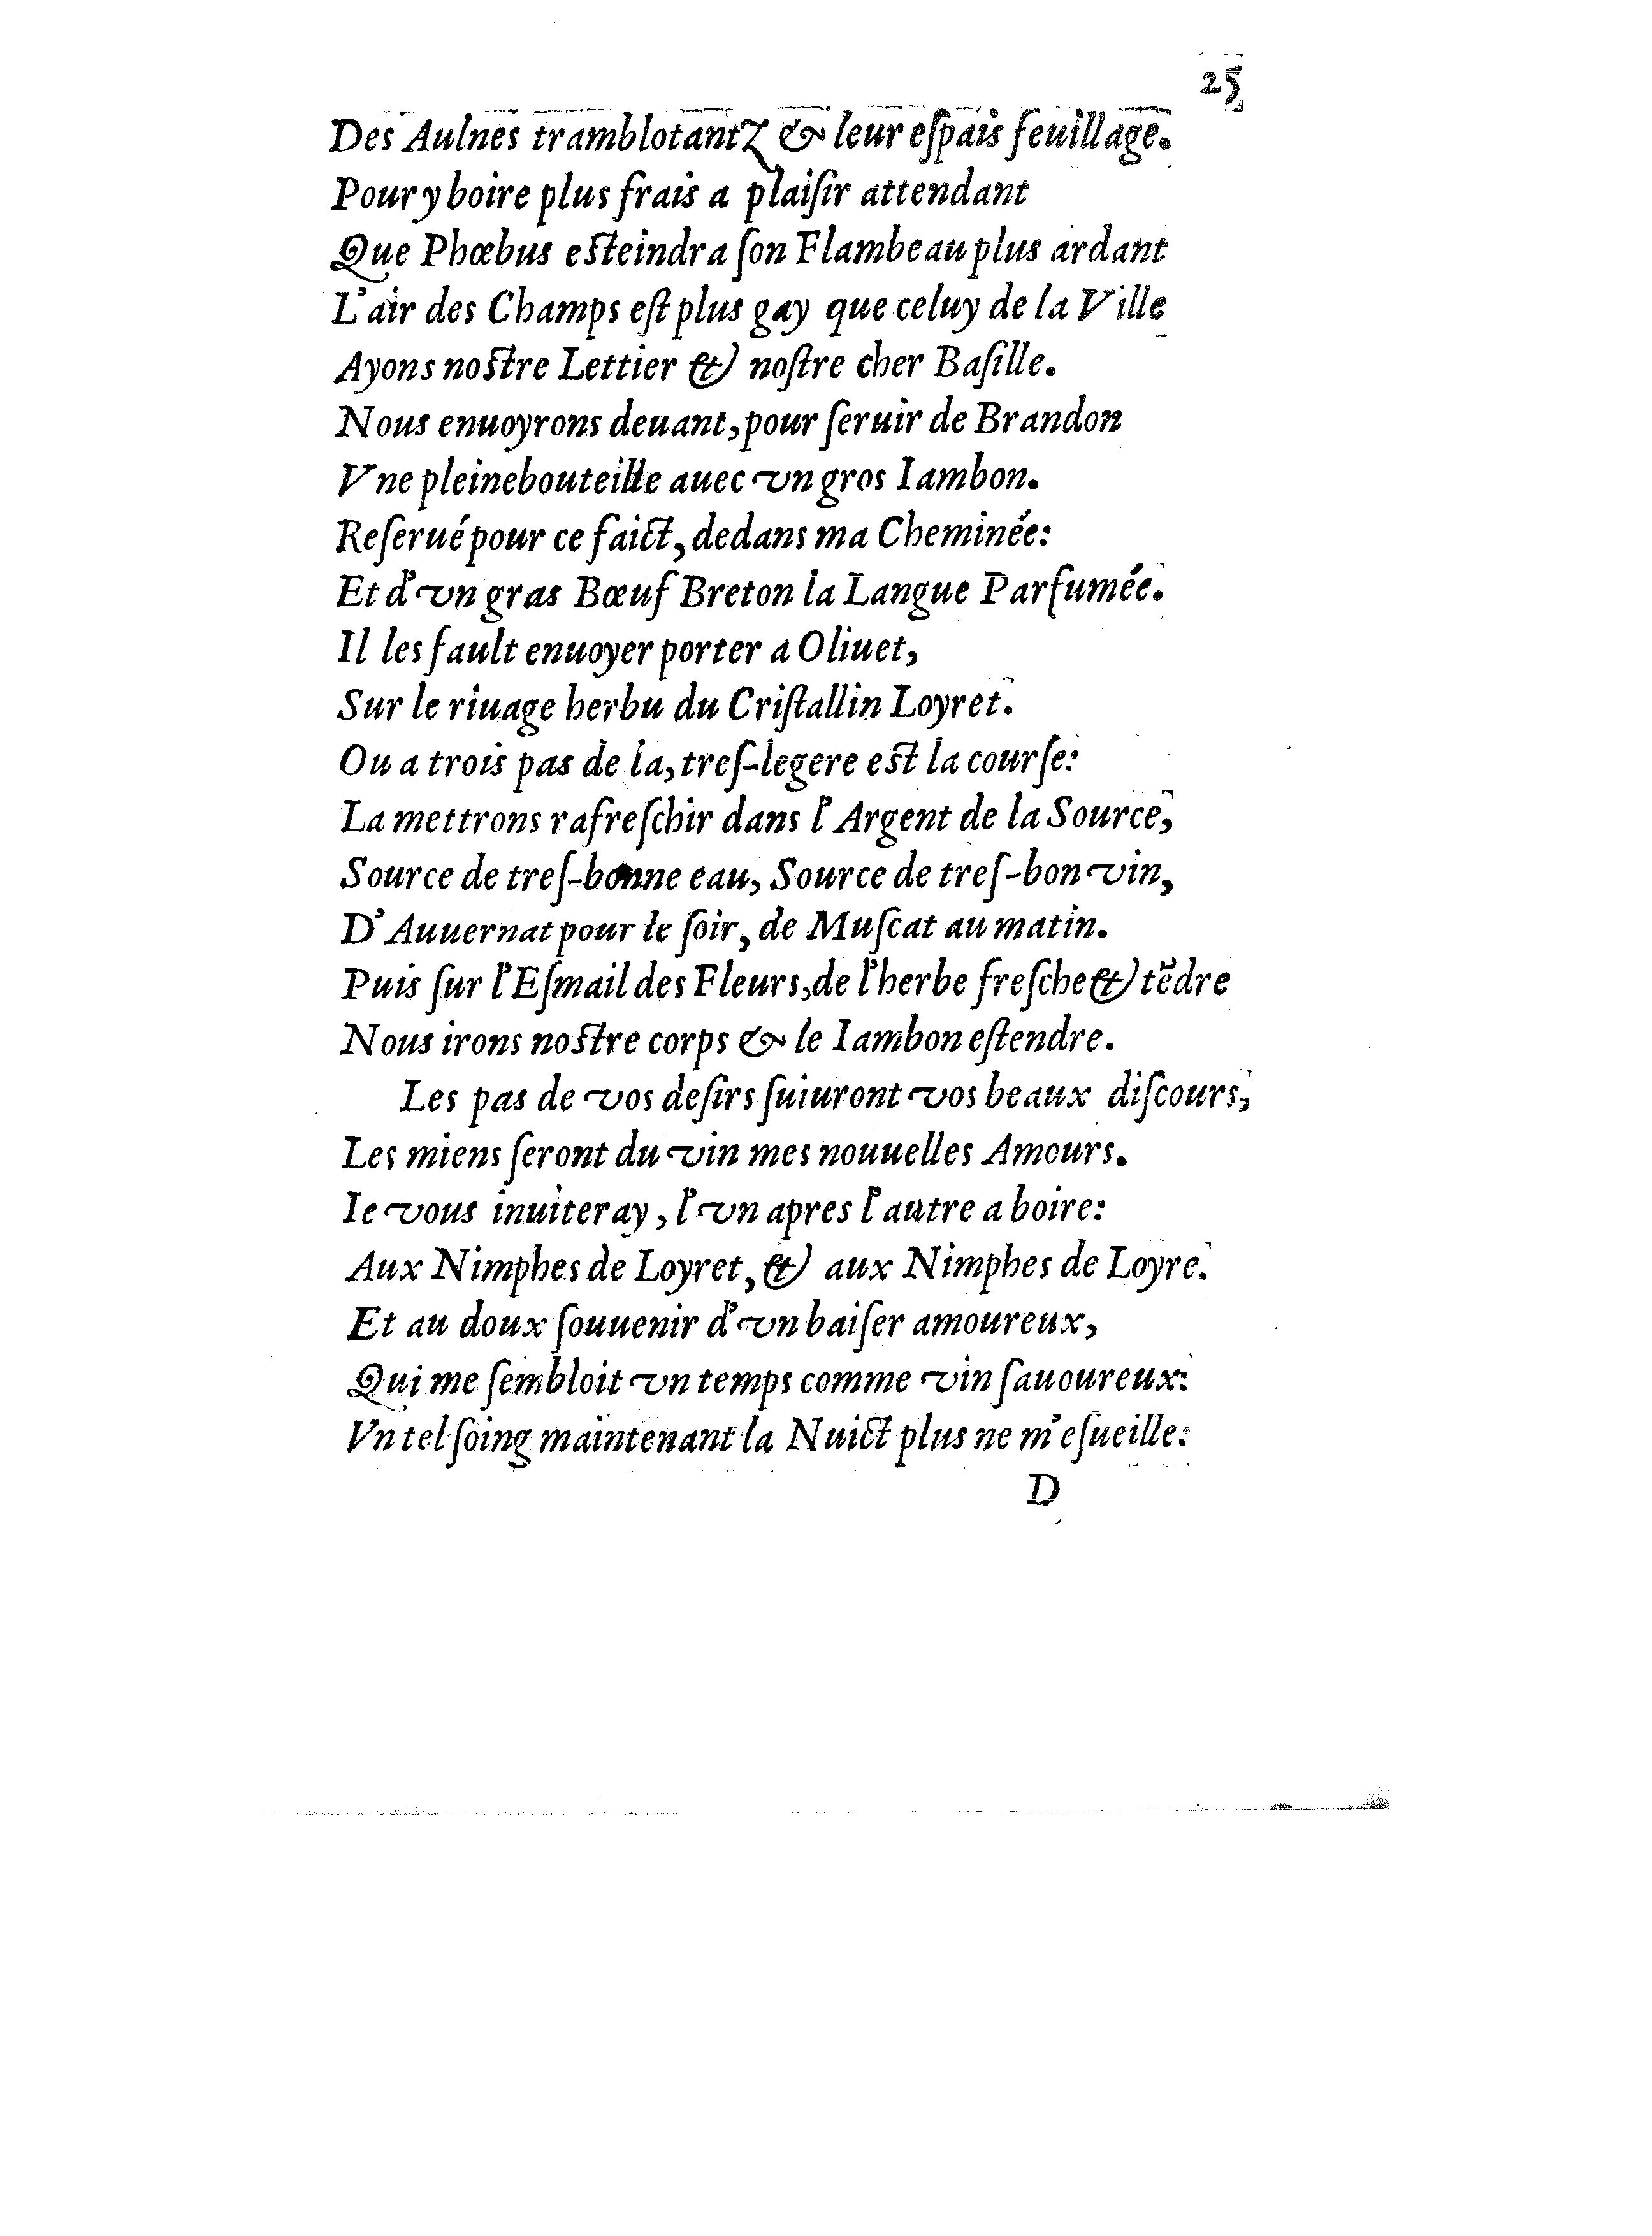 25
Des Aulnes tramblotantz & leur eſpais feuillage.
Pour y boire plus frais a plaiſir attendant
Que Phœbus eſteindra ſon Flambeau plus ardant
L'air des Champs eſt plus gay que celuy de la Ville
Ayons noſtre Lettier & noſtre cher Baſille.
Nous enuoyrons deuant, pour ſeruir de Brandon
Vne pleine bouteille auec vn gros Iambon.
Reſerué pour ce faict, dedans ma Cheminée:
Et d'vn gras Bœuf Breton la Langue Parfumée.
Il les fault enuoyer porter a Oliuet,
Sur le riuage herbu du Criſtallin Loyret.
Ou a trois pas de la, treſ-legere eſt la courſe:
La mettrons rafreſchir dans l'Argent de la Source,
Source de treſ-bonne eau, Source de treſ-bon vin,
D'Auuernat pour le ſoir, de Muſcat au matin.
Puis ſur l'Eſmail des Fleurs, de l'herbe freſche & tẽdre
Nous irons noſtre corps & le Iambon eſtendre.
Les pas de vos deſirs ſuiuront vos beaux diſcours,
Les miens ſeront du vin mes nouuelles Amours.
Ie vous inuiteray, l'vn apres l'autre a boire:
Aux Nimphes de Loyret, & aux Nimphes de Loyre.
Et au doux ſouuenir d'vn baiſer amoureux,
Qui me ſembloit vn temps comme vin ſauoureux:
Vn tel ſoing maintenant la Nuict plus ne m'eſueille:
D